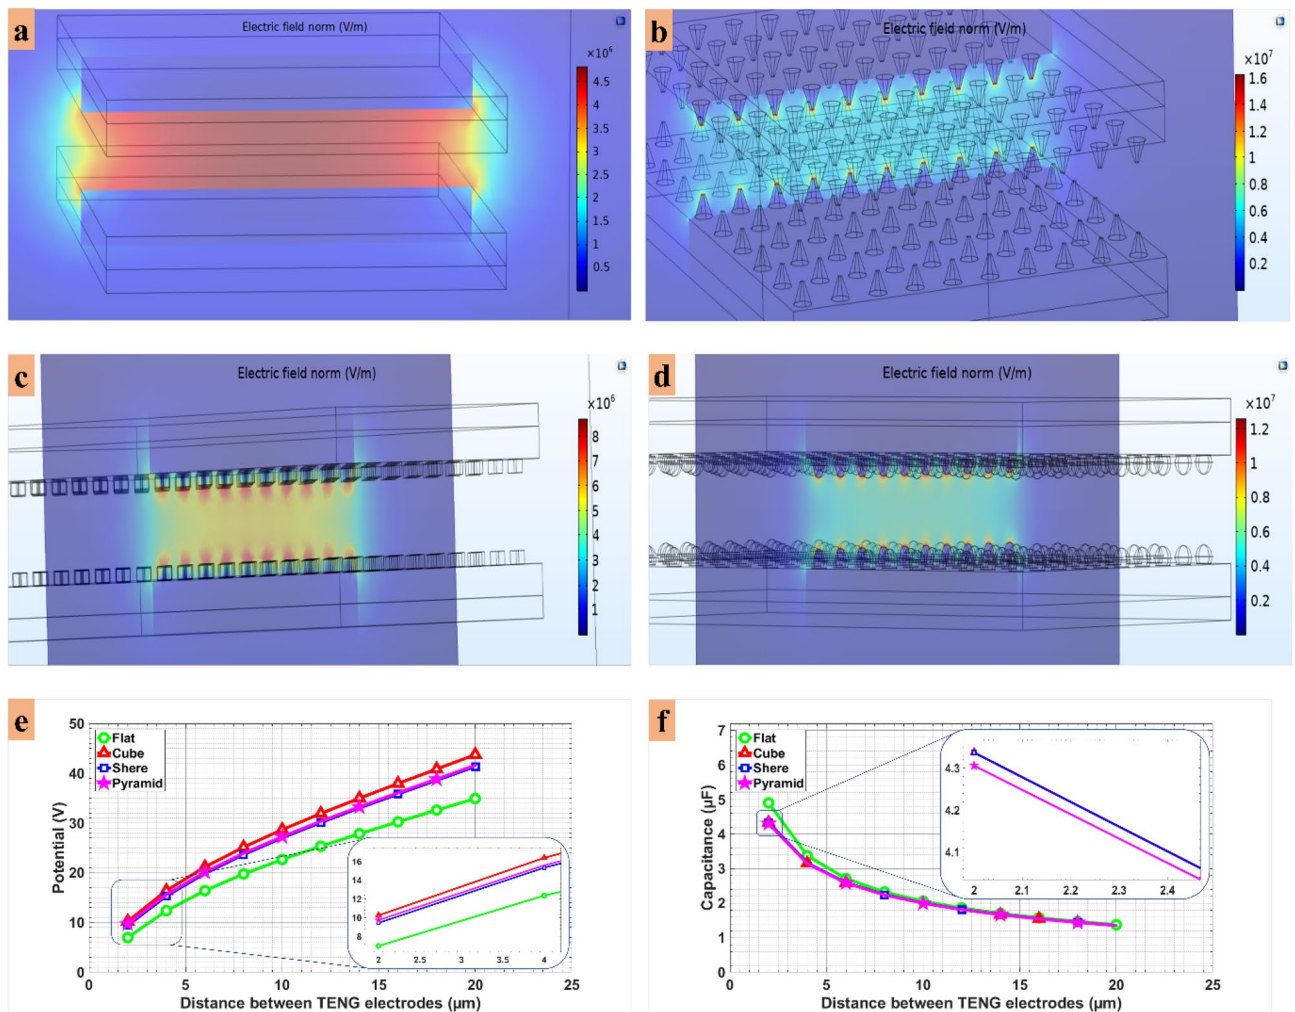 a
Electric field norm (V/m)
×10⁶
4.5
4
3.5
3
2.5
2
1.5
1
0.5
b
Electric field norm (V/m)
×10⁷
1.6
1.4
1.2
1
0.8
0.6
0.4
0.2
c
Electric field norm (V/m)
×10⁶
8
7
6
5
4
3
2
1
d
Electric field norm (V/m)
×10⁷
1.2
1
0.8
0.6
0.4
0.2
e
Flat
Cube
Shere
Pyramid
Potential (V)
50
40
30
20
10
0
0 5 10 15 20 25
Distance between TENG electrodes (μm)
16
14
12
10
8
2 2.5 3 3.5 4
f
Flat
Cube
Shere
Pyramid
Capacitance (μF)
7
6
5
4
3
2
1
0
0 5 10 15 20 25
Distance between TENG electrodes (μm)
4.3
4.2
4.1
2 2.1 2.2 2.3 2.4